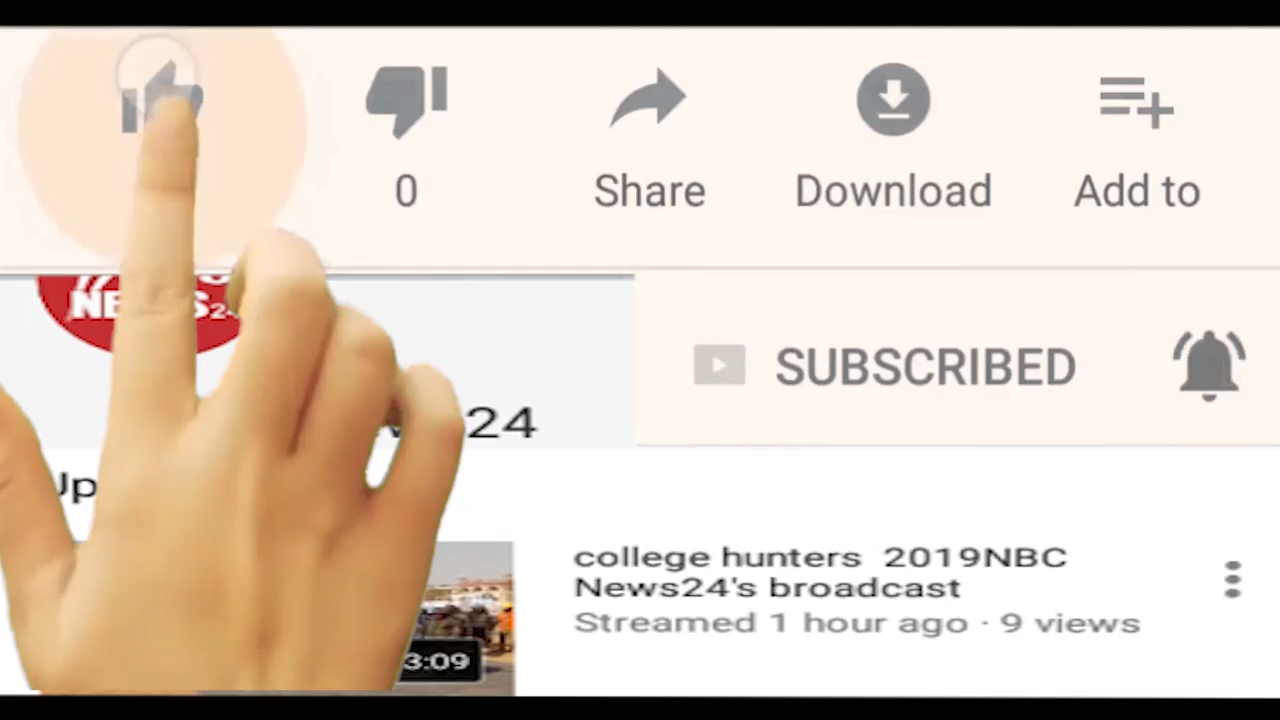 0
Share
Download
Add to
SUBSCRIBED
24
Up
college hunters 2019NBC
News24's broadcast
Streamed 1 hour ago · 9 views
3:09